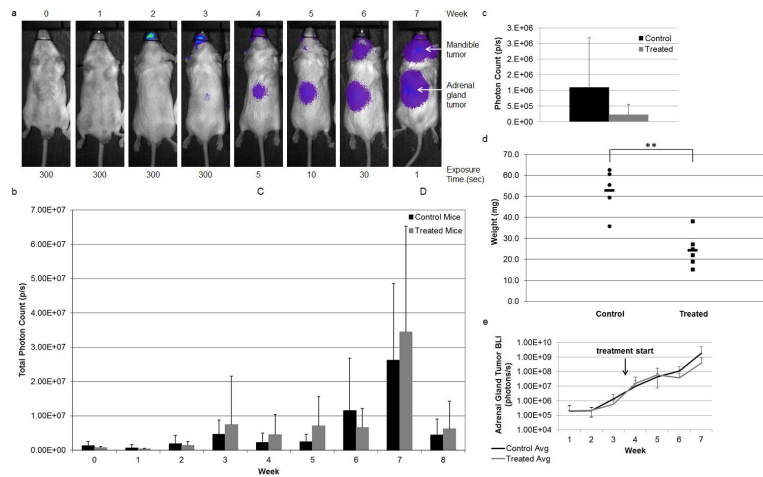 a
0 1 2 3 4 5 6 7 Week
Mandible
tumor
Adrenal
gland
tumor
300 300 300 300 5 10 30 1 Exposure
Time (sec)
C D
b
Total Photon Count (p/s)
7.00E+07
6.00E+07
5.00E+07
4.00E+07
3.00E+07
2.00E+07
1.00E+07
0.00E+00
Control Mice
Treated Mice
0 1 2 3 4 5 6 7 8
Week
c
Photon Count (p/s)
3.E+06
3.E+06
2.E+06
2.E+06
1.E+06
5.E+05
0.E+00
Control
Treated
d
Weight (mg)
70.0
60.0
50.0
40.0
30.0
20.0
10.0
0.0
**
Control Treated
e
Adrenal Gland Tumor BLI
(photons/s)
1.00E+10
1.00E+09
1.00E+08
1.00E+07
1.00E+06
1.00E+05
1.00E+04
treatment start
1 2 3 4 5 6 7
Week
Control Avg
Treated Avg